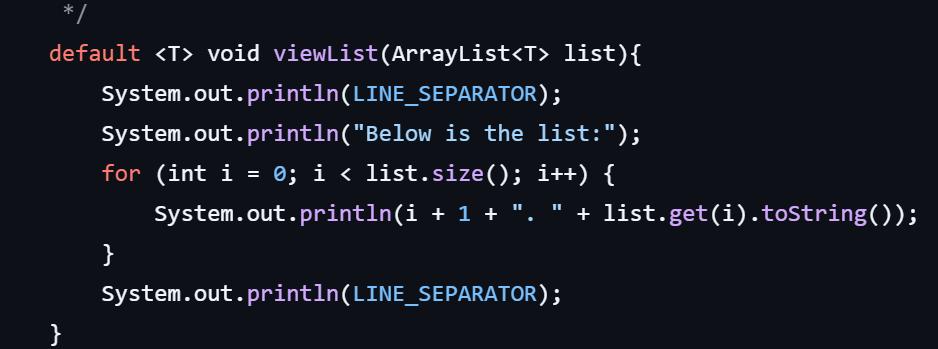 */
default <T> void viewList(ArrayList<T> list){
System.out.println(LINE_SEPARATOR);
System.out.println("Below is the list:");
for (int i = 0; i < list.size(); i++) {
System.out.println(i + 1 + ". " + list.get(i).toString());
}
System.out.println(LINE_SEPARATOR);
}